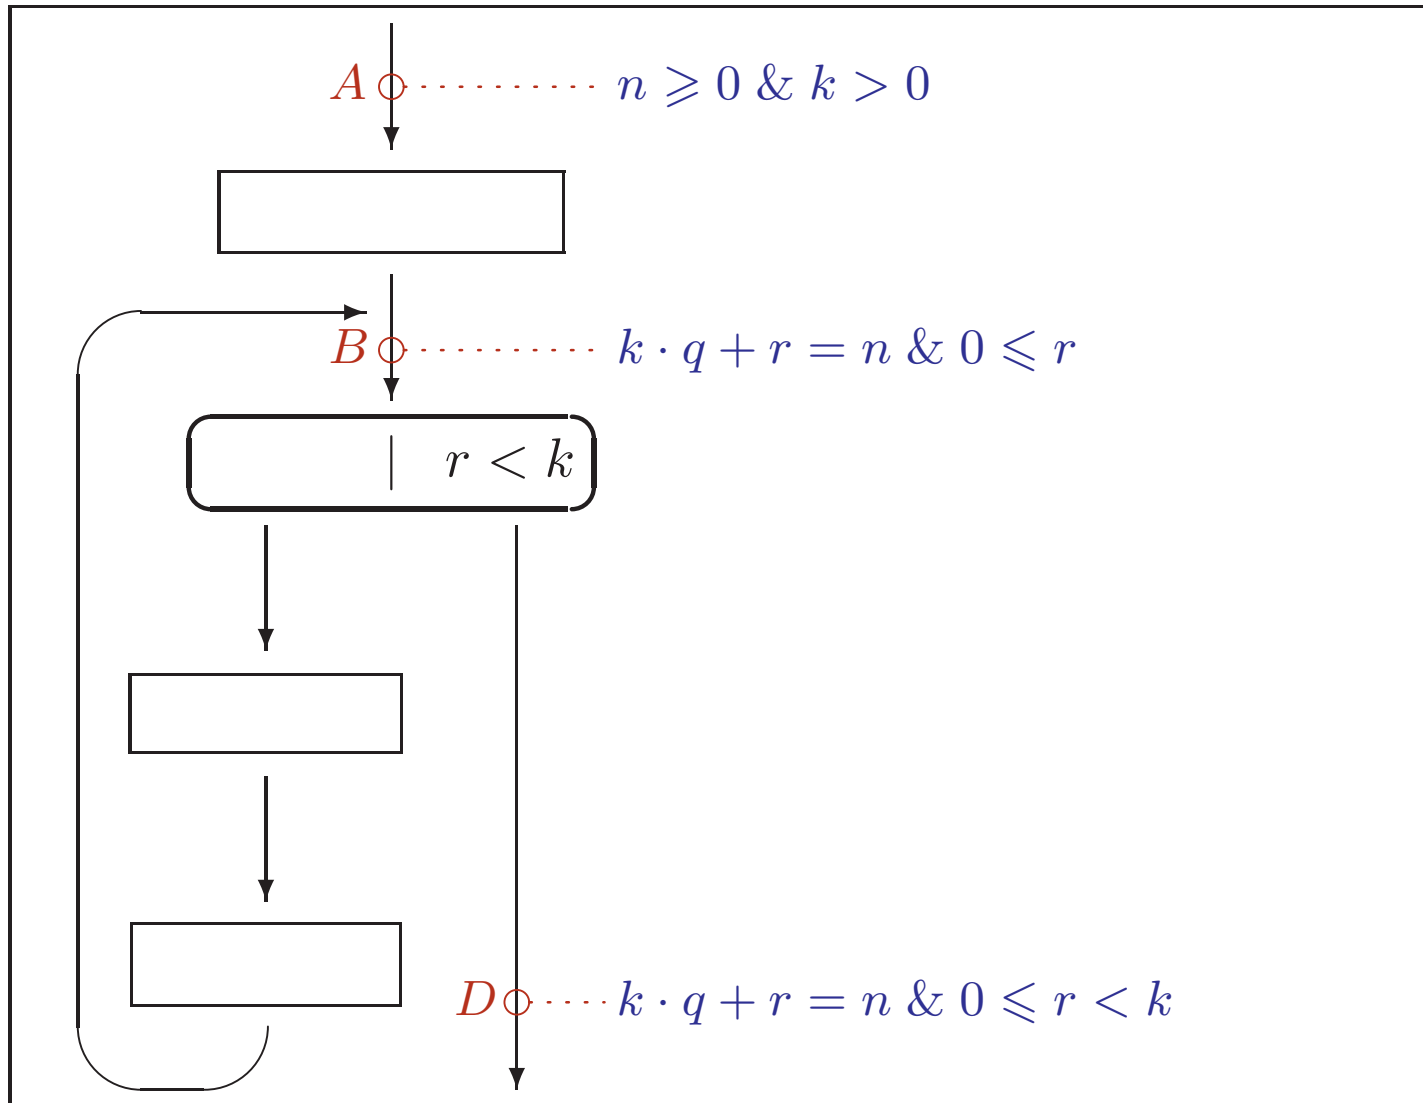 A n ⩾ 0 & k > 0
B k · q + r = n & 0 ⩽ r
| r < k
D k · q + r = n & 0 ⩽ r < k